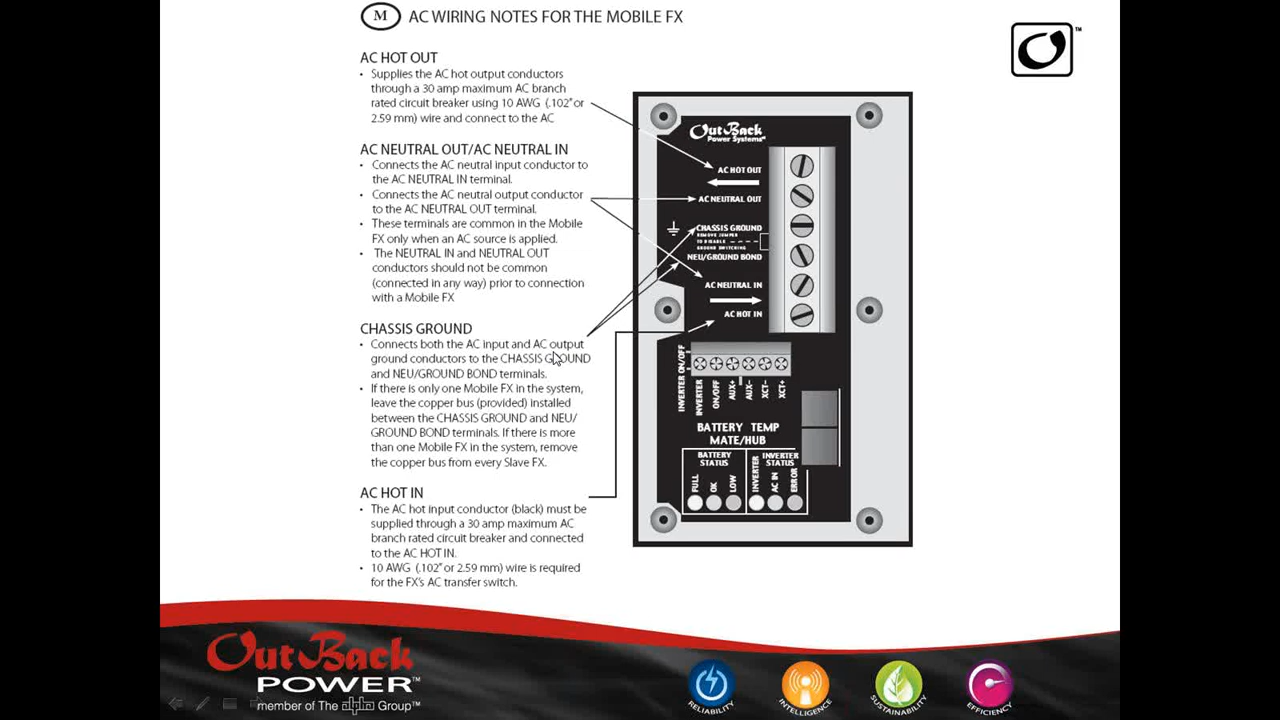 M AC WIRING NOTES FOR THE MOBILE FX
AC HOT OUT
• Supplies the AC hot output conductors
through a 30 amp maximum AC branch
rated circuit breaker using 10 AWG (.102" or
2.59 mm) wire and connect to the AC
AC NEUTRAL OUT/AC NEUTRAL IN
• Connects the AC neutral input conductor to
the AC NEUTRAL IN terminal.
• Connects the AC neutral output conductor
to the AC NEUTRAL OUT terminal.
• These terminals are common in the Mobile
FX only when an AC source is applied.
• The NEUTRAL IN and NEUTRAL OUT
conductors should not be common
(connected in any way) prior to connection
with a Mobile FX
CHASSIS GROUND
• Connects both the AC input and AC output
ground conductors to the CHASSIS GROUND
and NEU/GROUND BOND terminals.
• If there is only one Mobile FX in the system,
leave the copper bus (provided) installed
between the CHASSIS GROUND and NEU/
GROUND BOND terminals. If there is more
than one Mobile FX in the system, remove
the copper bus from every Slave FX.
AC HOT IN
• The AC hot input conductor (black) must be
supplied through a 30 amp maximum AC
branch rated circuit breaker and connected
to the AC HOT IN.
• 10 AWG (.102" or 2.59 mm) wire is required
for the FX's AC transfer switch.
TM
OutBack
Power Systems™
AC HOT OUT
AC NEUTRAL OUT
CHASSIS GROUND
REMOVE JUMPER
TO DISABLE
GROUND SWITCHING
NEU/GROUND BOND
AC NEUTRAL IN
AC HOT IN
INVERTER ON/OFF
INVERTER
ON/OFF
AUX+
AUX-
XCT-
XCT+
BATTERY TEMP
MATE/HUB
BATTERY
STATUS
INVERTER
STATUS
FULL
OK
LOW
INVERTER
AC IN
ERROR
OutBack
POWER™
member of The alpha Group™
RELIABILITY
INTELLIGENCE
SUSTAINABILITY
EFFICIENCY